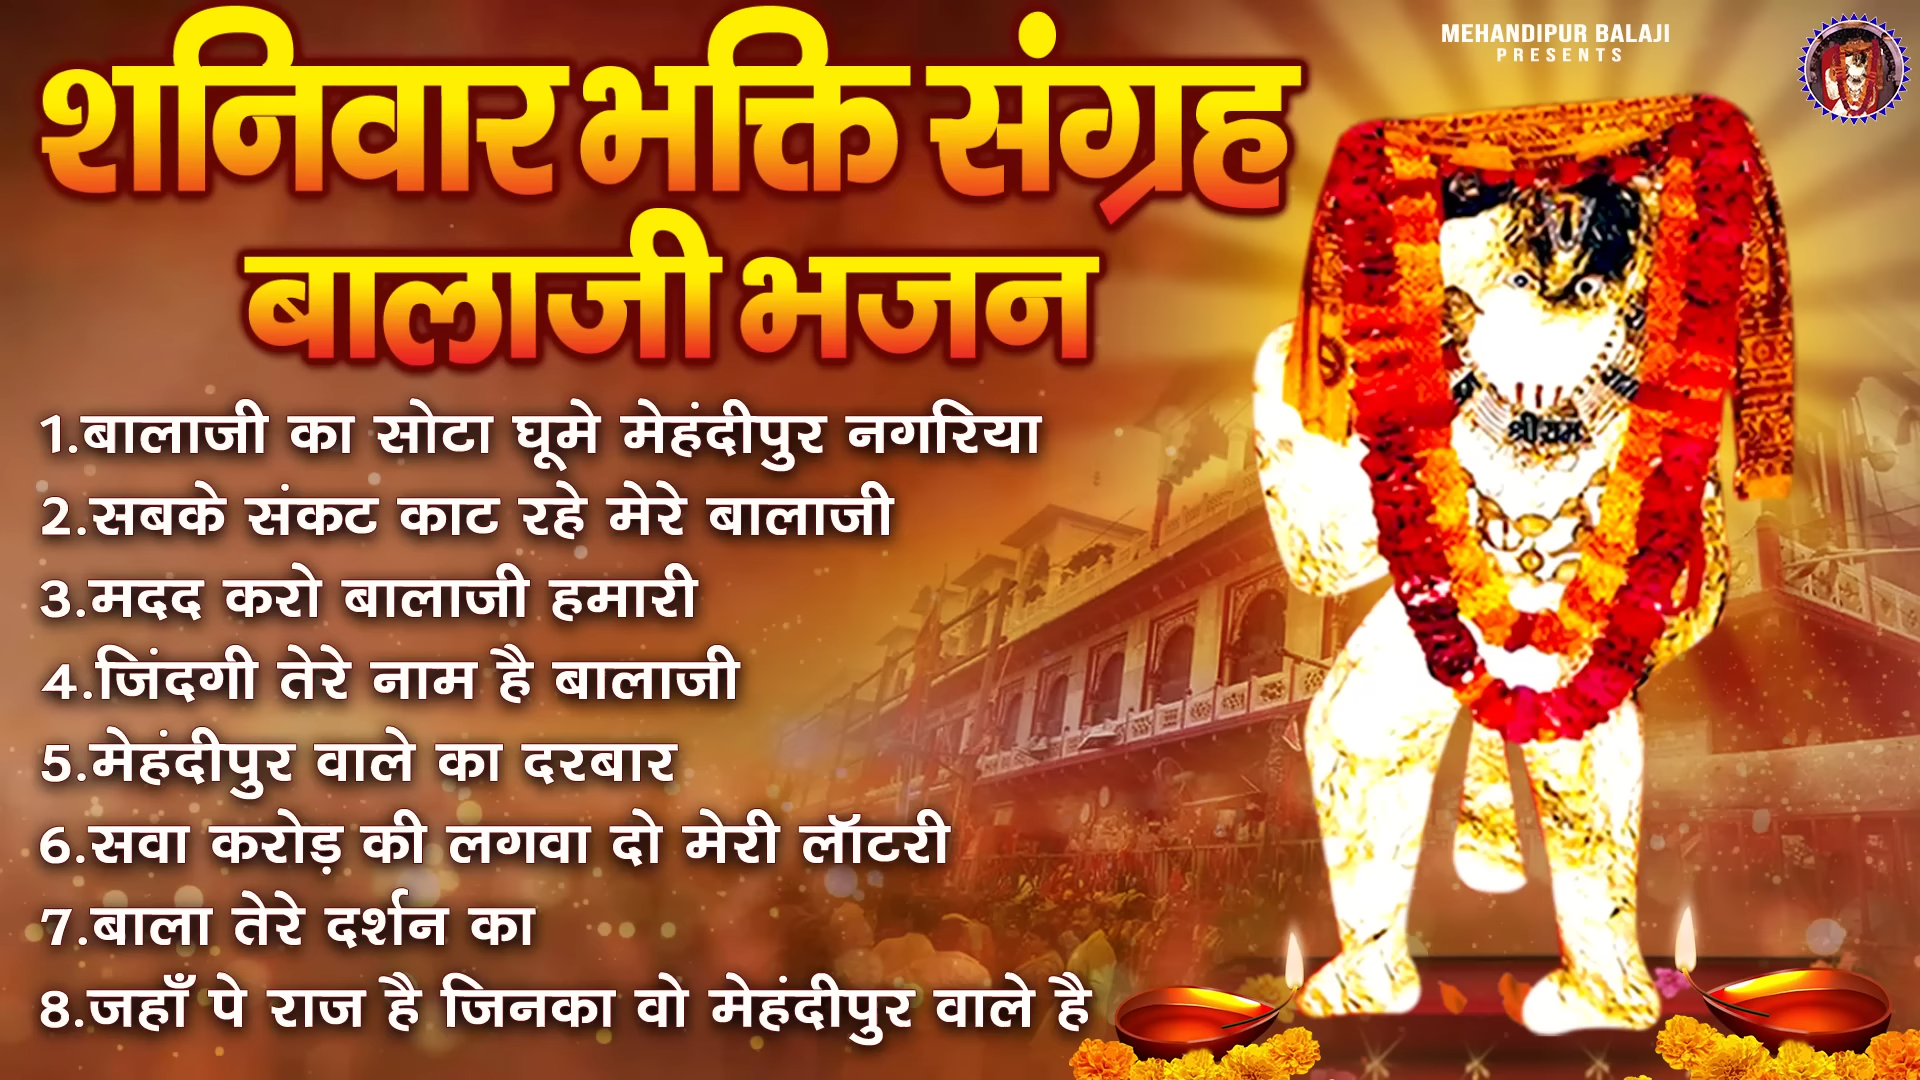 MEHANDIPUR BALAJI
PRESENTS
शनिवार भक्ति संग्रह
बालाजी भजन
1.बालाजी का सोटा घूमे मेहंदीपुर नगरिया
2.सबके संकट काट रहे मेरे बालाजी
3.मदद करो बालाजी हमारी
4.जिंदगी तेरे नाम है बालाजी
5.मेहंदीपुर वाले का दरबार
6.सवा करोड़ की लगवा दो मेरी लॉटरी
7.बाला तेरे दर्शन का
8.जहाँ पे राज है जिनका वो मेहंदीपुर वाले है
श्री राम